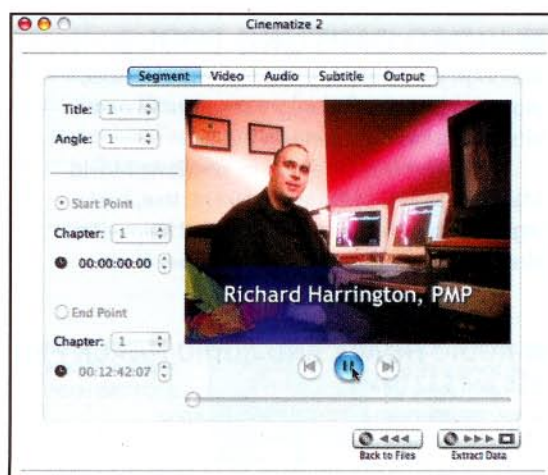 Cinematize 2
Segment Video Audio Subtitle Output
Title: 1
Angle: 1
Start Point
Chapter: 1
00:00:00:00
End Point
Chapter: 1
00:12:42:07
Richard Harrington, PMP
Back to Files Extract Data